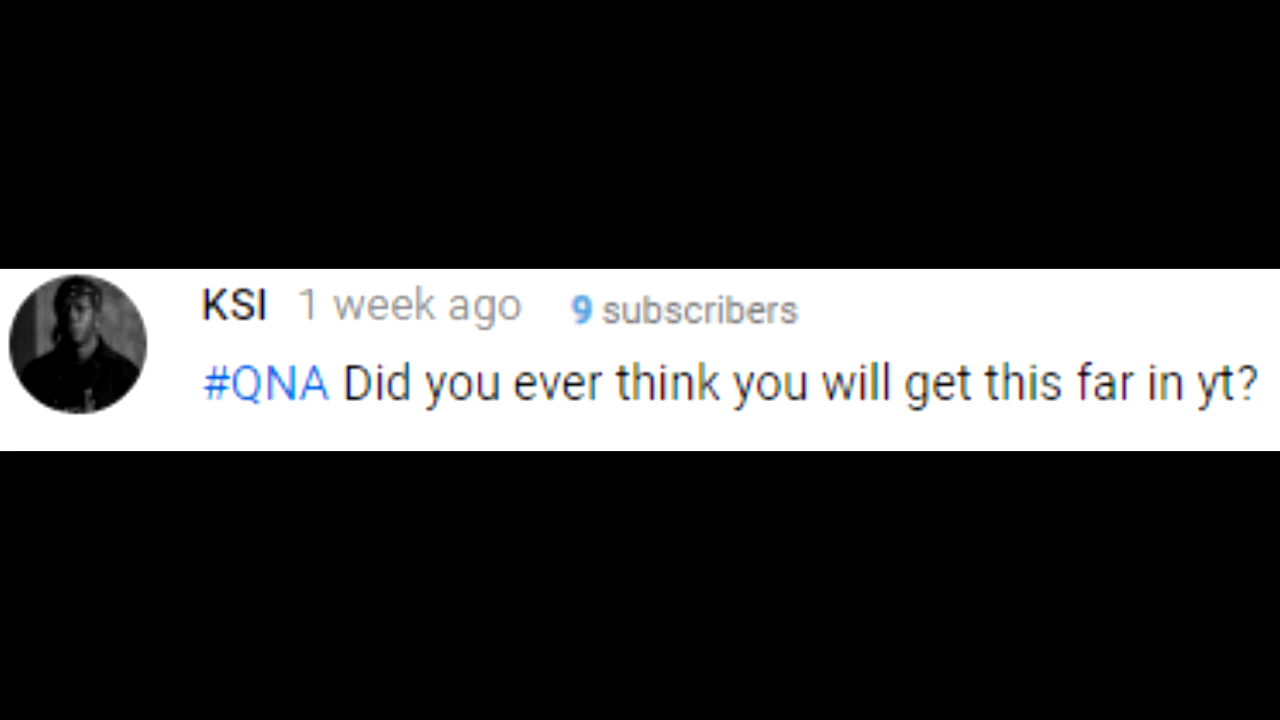 KSI 1 week ago 9 subscribers
#QNA Did you ever think you will get this far in yt?